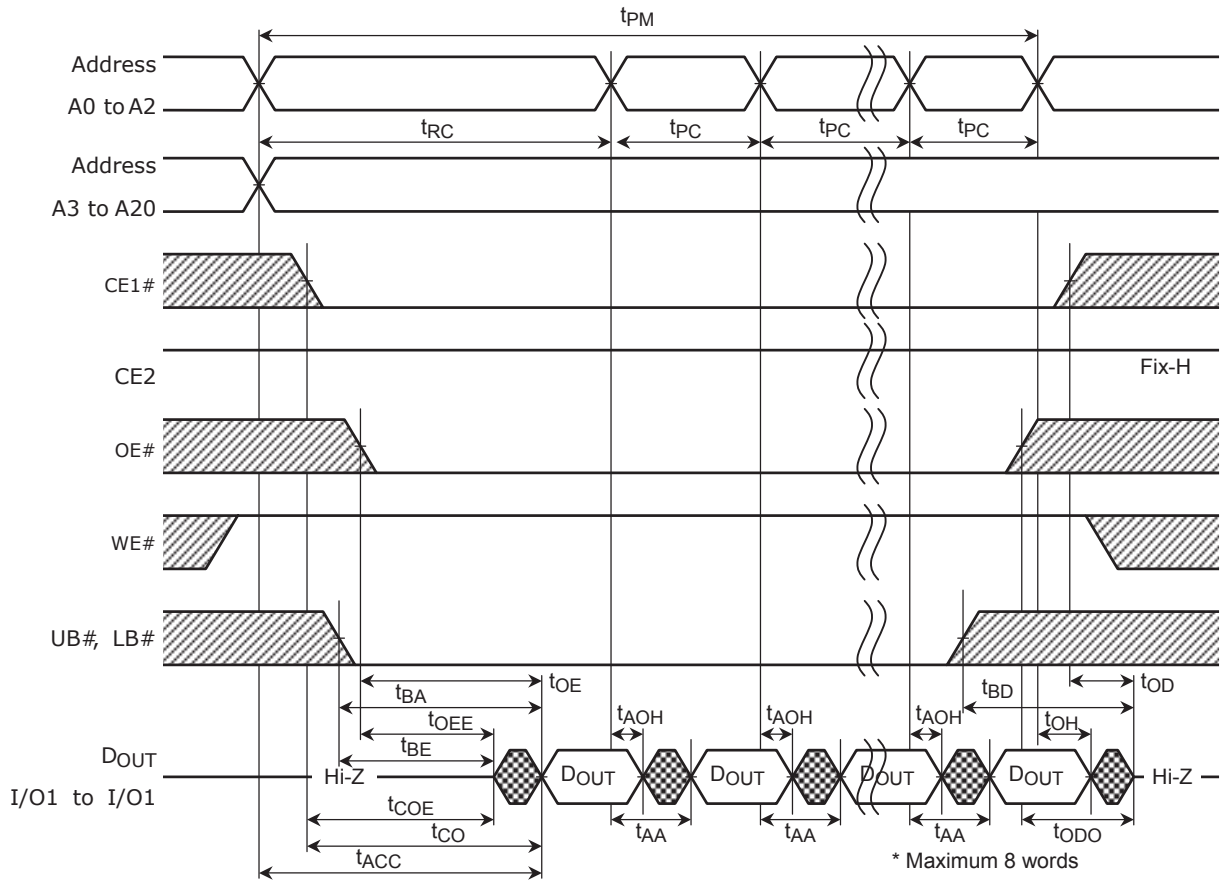 tPM
Address
A0 to A2
tRC
tPC
tPC
tPC
Address
A3 to A20
CE1#
CE2
Fix-H
OE#
WE#
UB#, LB#
tOE
tOD
tBA
tBD
tOEE
tAOH
tAOH
tAOH
tOH
tBE
DOUT
I/O1 to I/O1
Hi-Z
DOUT
DOUT
DOUT
DOUT
Hi-Z
tCOE
tAA
tAA
tAA
tODO
tCO
tACC
* Maximum 8 words